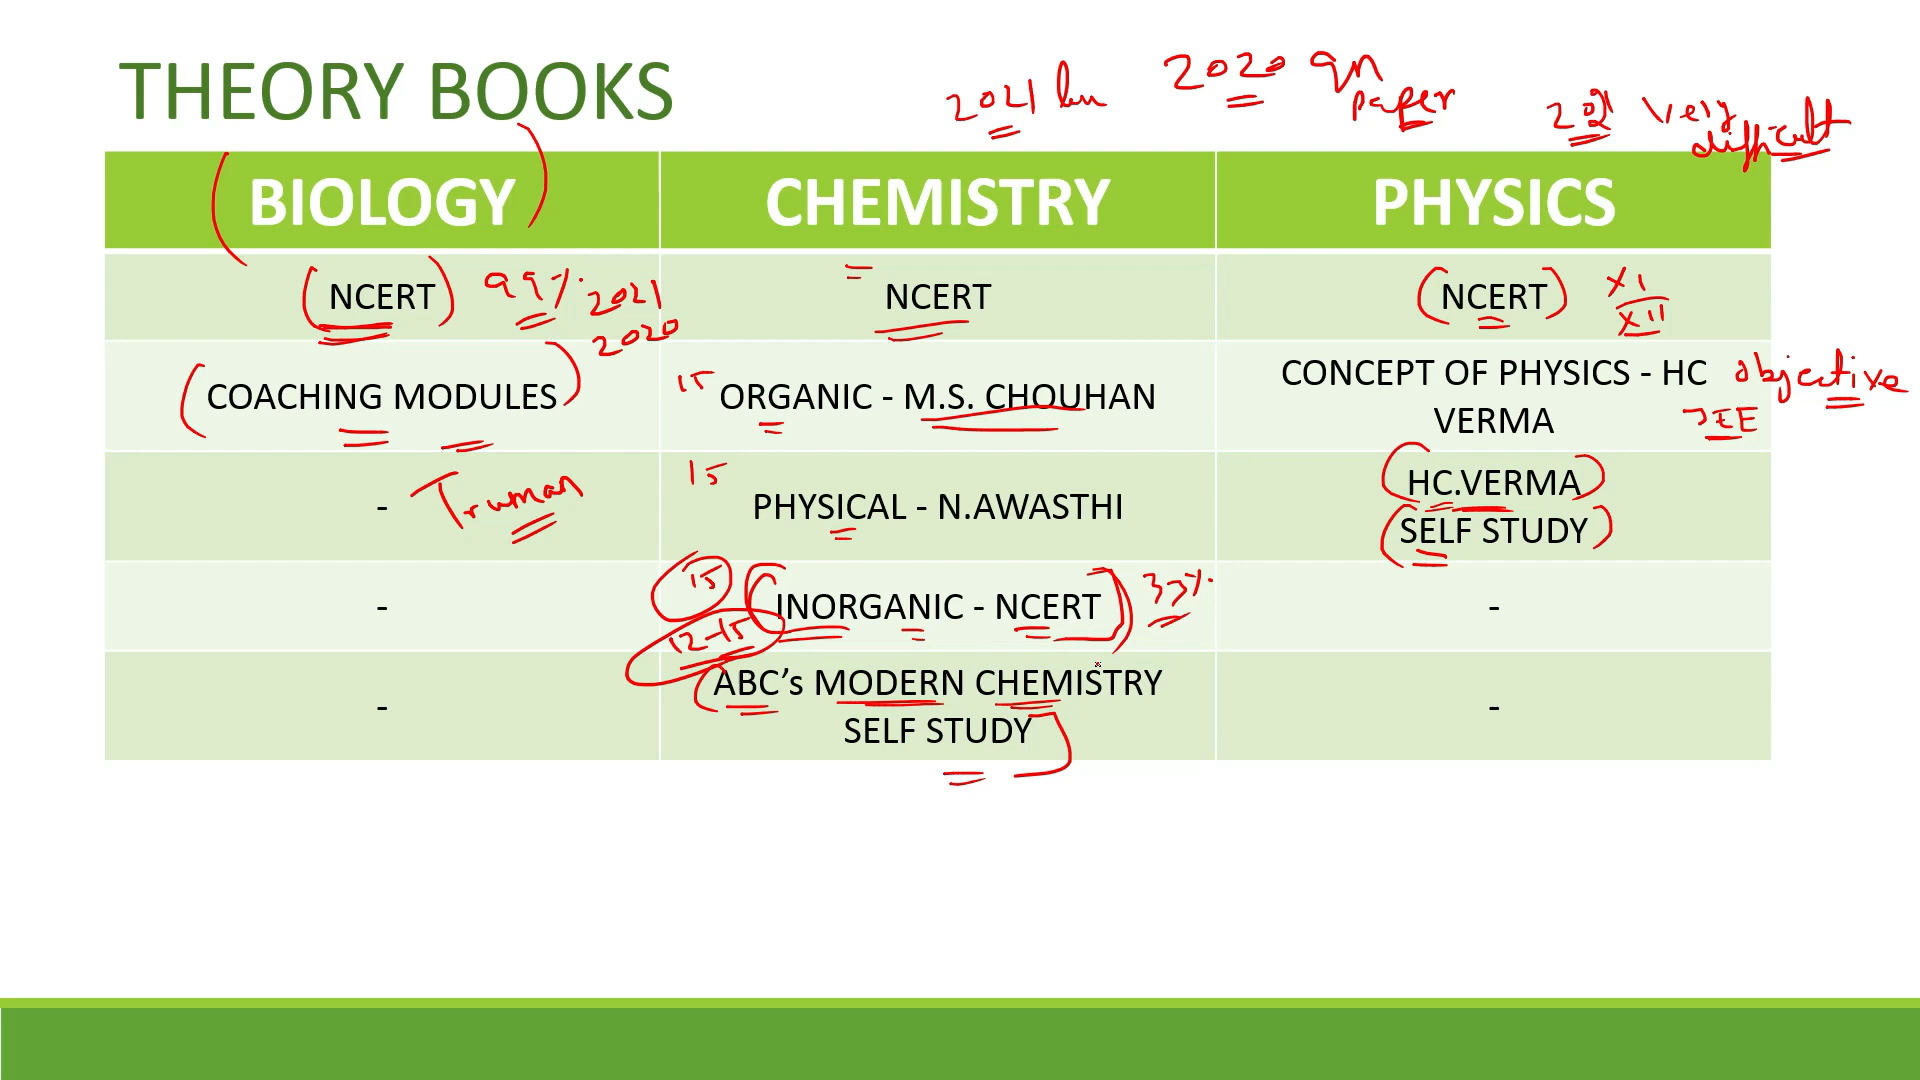 THEORY BOOKS
2021
2020 qn
paper
2021 very
difficult
BIOLOGY
CHEMISTRY
PHYSICS
NCERT
99%. 2021
2020
NCERT
NCERT
XI
XII
COACHING MODULES
15
ORGANIC - M.S. CHOUHAN
CONCEPT OF PHYSICS - HC
VERMA
objective
JEE
-
Truman
15
PHYSICAL - N.AWASTHI
HC.VERMA
SELF STUDY
-
15
INORGANIC - NCERT
33%.
-
12-15
-
ABC’s MODERN CHEMISTRY
SELF STUDY
-